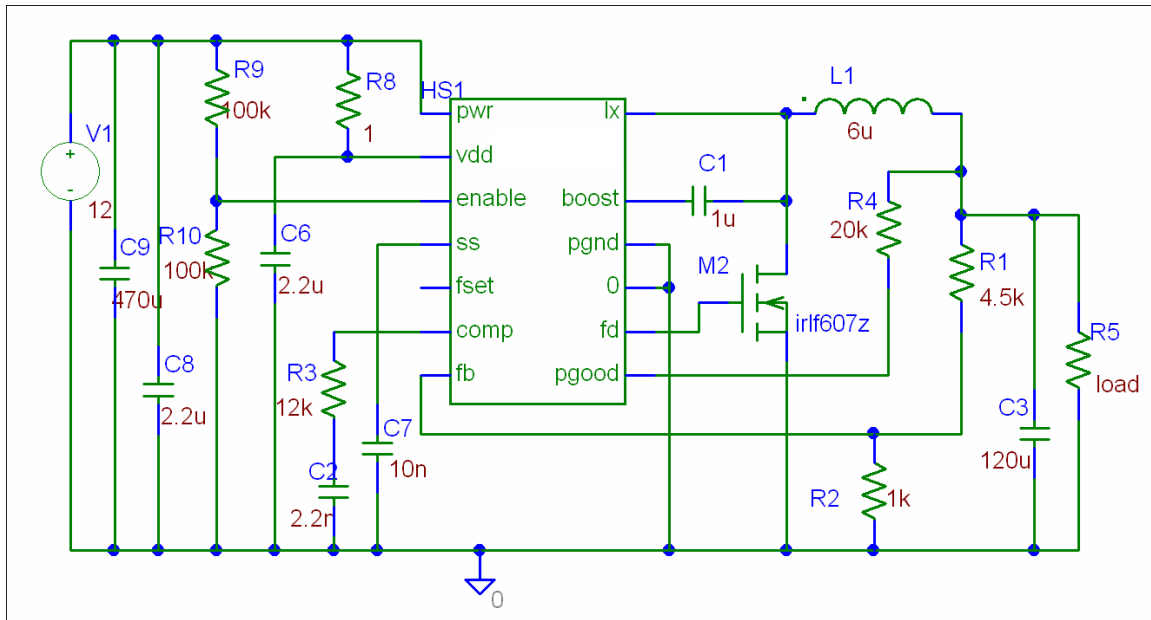 L1
6u
V1
12
C9
470u
C8
2.2u
R9
100k
R10
100k
R8
1
C6
2.2u
HS1
pwr
vdd
enable
ss
fset
comp
fb
lx
boost
pgnd
0
fd
pgood
C1
1u
M2
irlf607z
R4
20k
R1
4.5k
R5
load
R3
12k
C2
2.2n
C7
10n
R2
1k
C3
120u
0